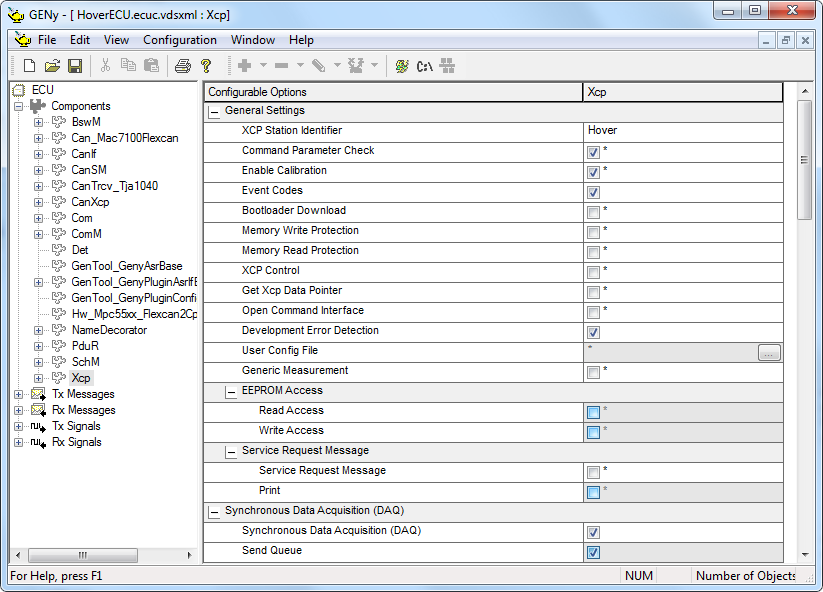 GENy - [ HoverECU.ecuc.vdsxml : Xcp]
File Edit View Configuration Window Help
C:\
ECU
Components
BswM
Can_Mac7100Flexcan
CanIf
CanSM
CanTrcv_Tja1040
CanXcp
Com
ComM
Det
GenTool_GenyAsrBase
GenTool_GenyPluginAsrIfE
GenTool_GenyPluginConfi
Hw_Mpc55xx_Flexcan2Cp
NameDecorator
PduR
SchM
Xcp
Tx Messages
Rx Messages
Tx Signals
Rx Signals
Configurable Options Xcp
General Settings
XCP Station Identifier Hover
Command Parameter Check *
Enable Calibration *
Event Codes
Bootloader Download *
Memory Write Protection *
Memory Read Protection *
XCP Control *
Get Xcp Data Pointer *
Open Command Interface *
Development Error Detection
User Config File * ...
Generic Measurement *
EEPROM Access
Read Access *
Write Access *
Service Request Message
Service Request Message *
Print *
Synchronous Data Acquisition (DAQ)
Synchronous Data Acquisition (DAQ)
Send Queue
For Help, press F1 NUM Number of Objects